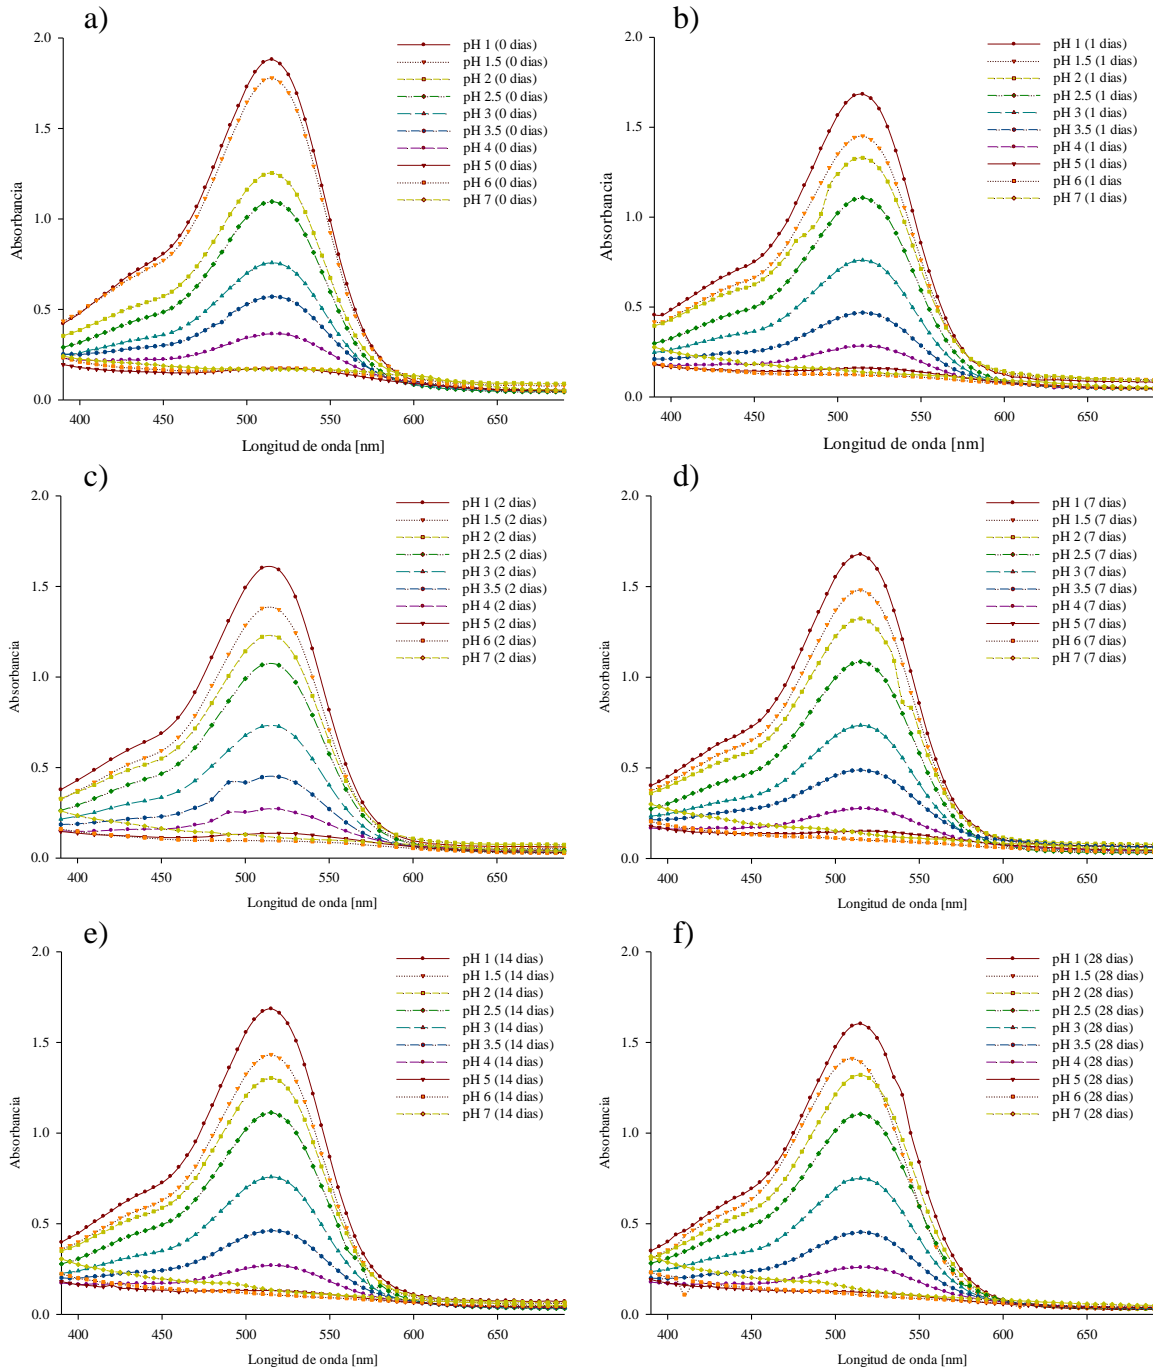 a)
2.0
1.5
1.0
0.5
0.0
Absorbancia
400 450 500 550 600 650
Longitud de onda [nm]
pH 1 (0 dias)
pH 1.5 (0 dias)
pH 2 (0 dias)
pH 2.5 (0 dias)
pH 3 (0 dias)
pH 3.5 (0 dias)
pH 4 (0 dias)
pH 5 (0 dias)
pH 6 (0 dias)
pH 7 (0 dias)
b)
2.0
1.5
1.0
0.5
0.0
Absorbancia
400 450 500 550 600 650
Longitud de onda [nm]
pH 1 (1 dias)
pH 1.5 (1 dias)
pH 2 (1 dias)
pH 2.5 (1 dias)
pH 3 (1 dias)
pH 3.5 (1 dias)
pH 4 (1 dias)
pH 5 (1 dias)
pH 6 (1 dias
pH 7 (1 dias)
c)
2.0
1.5
1.0
0.5
0.0
Absorbancia
400 450 500 550 600 650
Longitud de onda [nm]
pH 1 (2 dias)
pH 1.5 (2 dias)
pH 2 (2 dias)
pH 2.5 (2 dias)
pH 3 (2 dias)
pH 3.5 (2 dias)
pH 4 (2 dias)
pH 5 (2 dias)
pH 6 (2 dias)
pH 7 (2 dias)
d)
2.0
1.5
1.0
0.5
0.0
Absorbancia
400 450 500 550 600 650
Longitud de onda [nm]
pH 1 (7 dias)
pH 1.5 (7 dias)
pH 2 (7 dias)
pH 2.5 (7 dias)
pH 3 (7 dias)
pH 3.5 (7 dias)
pH 4 (7 dias)
pH 5 (7 dias)
pH 6 (7 dias)
pH 7 (7 dias)
e)
2.0
1.5
1.0
0.5
0.0
Absorbancia
400 450 500 550 600 650
Longitud de onda [nm]
pH 1 (14 dias)
pH 1.5 (14 dias)
pH 2 (14 dias)
pH 2.5 (14 dias)
pH 3 (14 dias)
pH 3.5 (14 dias)
pH 4 (14 dias)
pH 5 (14 dias)
pH 6 (14 dias)
pH 7 (14 dias)
f)
2.0
1.5
1.0
0.5
0.0
Absorbancia
400 450 500 550 600 650
Longitud de onda [nm]
pH 1 (28 dias)
pH 1.5 (28 dias)
pH 2 (28 dias)
pH 2.5 (28 dias)
pH 3 (28 dias)
pH 3.5 (28 dias)
pH 4 (28 dias)
pH 5 (28 dias)
pH 6 (28 dias)
pH 7 (28 dias)